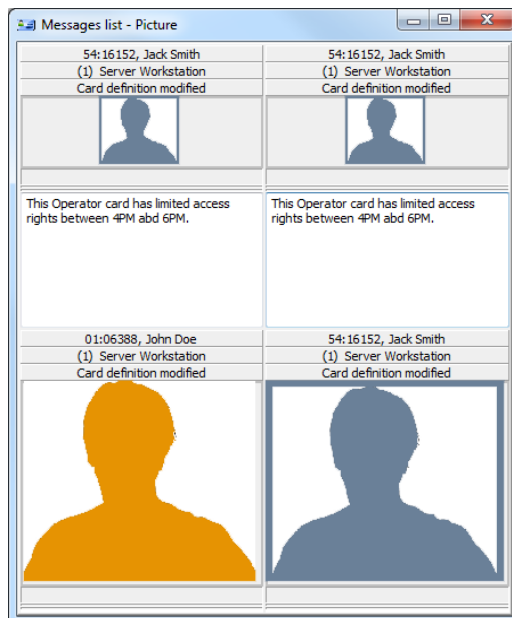 Messages list - Picture
54:16152, Jack Smith
54:16152, Jack Smith
(1) Server Workstation
(1) Server Workstation
Card definition modified
Card definition modified
This Operator card has limited access
rights between 4PM abd 6PM.
This Operator card has limited access
rights between 4PM abd 6PM.
01:06388, John Doe
54:16152, Jack Smith
(1) Server Workstation
(1) Server Workstation
Card definition modified
Card definition modified